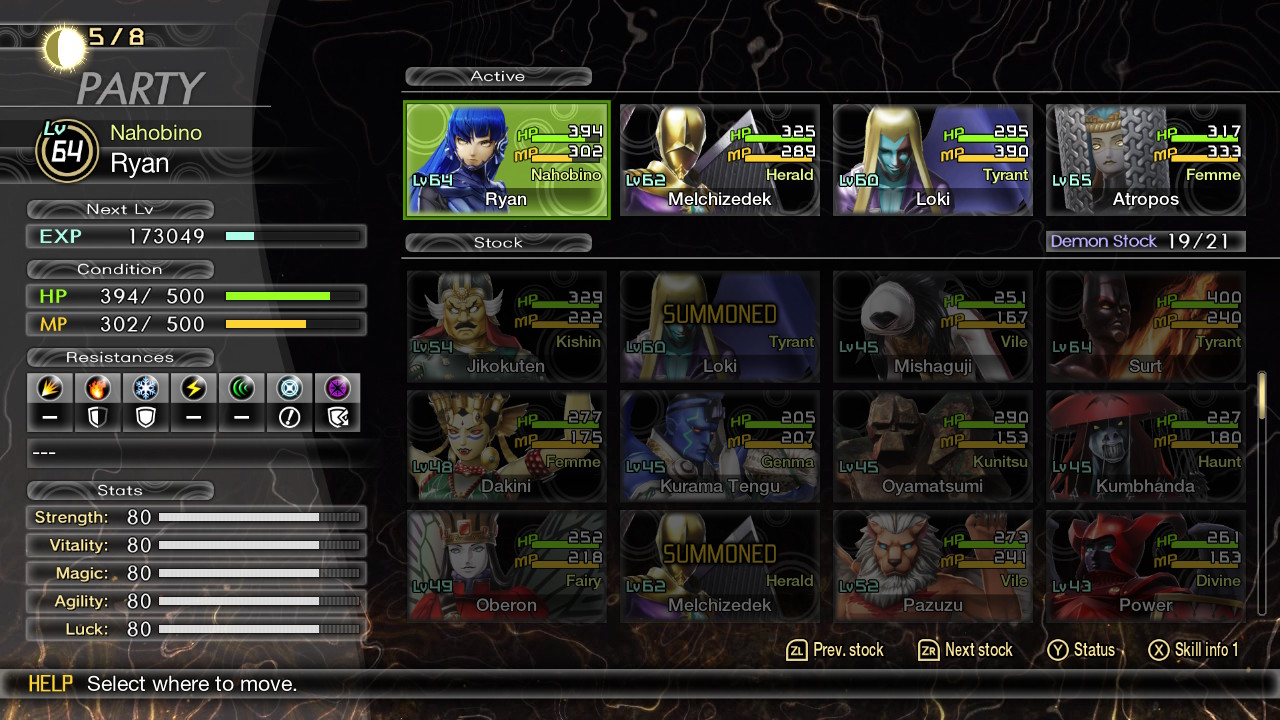 5/8
PARTY
Lv 64
Nahobino
Ryan
Next Lv
EXP 173049
Condition
HP 394/ 500
MP 302/ 500
Resistances
---
Stats
Strength: 80
Vitality: 80
Magic: 80
Agility: 80
Luck: 80
Active
HP 394
MP 302
Lv64 Nahobino
Ryan
HP 325
MP 289
Lv62 Herald
Melchizedek
HP 295
MP 390
Lv60 Tyrant
Loki
HP 317
MP 333
Lv65 Femme
Atropos
Stock
Demon Stock 19/21
HP 329
MP 222
Lv54 Kishin
Jikokuten
SUMMONED
Lv60 Tyrant
Loki
HP 251
MP 167
Lv45 Vile
Mishaguji
HP 400
MP 240
Lv64 Tyrant
Surt
HP 277
MP 175
Lv48 Femme
Dakini
HP 205
MP 207
Lv45 Genma
Kurama Tengu
HP 290
MP 153
Lv45 Kunitsu
Oyamatsumi
HP 227
MP 180
Lv45 Haunt
Kumbhanda
HP 252
MP 218
Lv49 Fairy
Oberon
SUMMONED
Lv62 Herald
Melchizedek
HP 273
MP 241
Lv52 Vile
Pazuzu
HP 261
MP 163
Lv43 Divine
Power
ZL Prev. stock ZR Next stock Y Status X Skill info 1
HELP Select where to move.